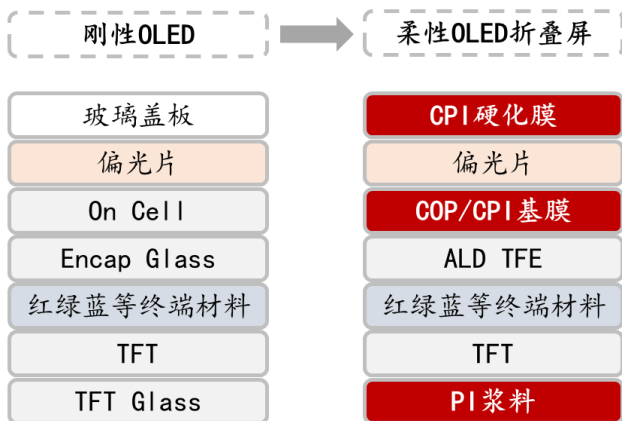 刚性OLED
柔性OLED折叠屏
玻璃盖板
CPI硬化膜
偏光片
偏光片
On Cell
COP/CPI基膜
Encap Glass
ALD TFE
红绿蓝等终端材料
红绿蓝等终端材料
TFT
TFT
TFT Glass
PI浆料